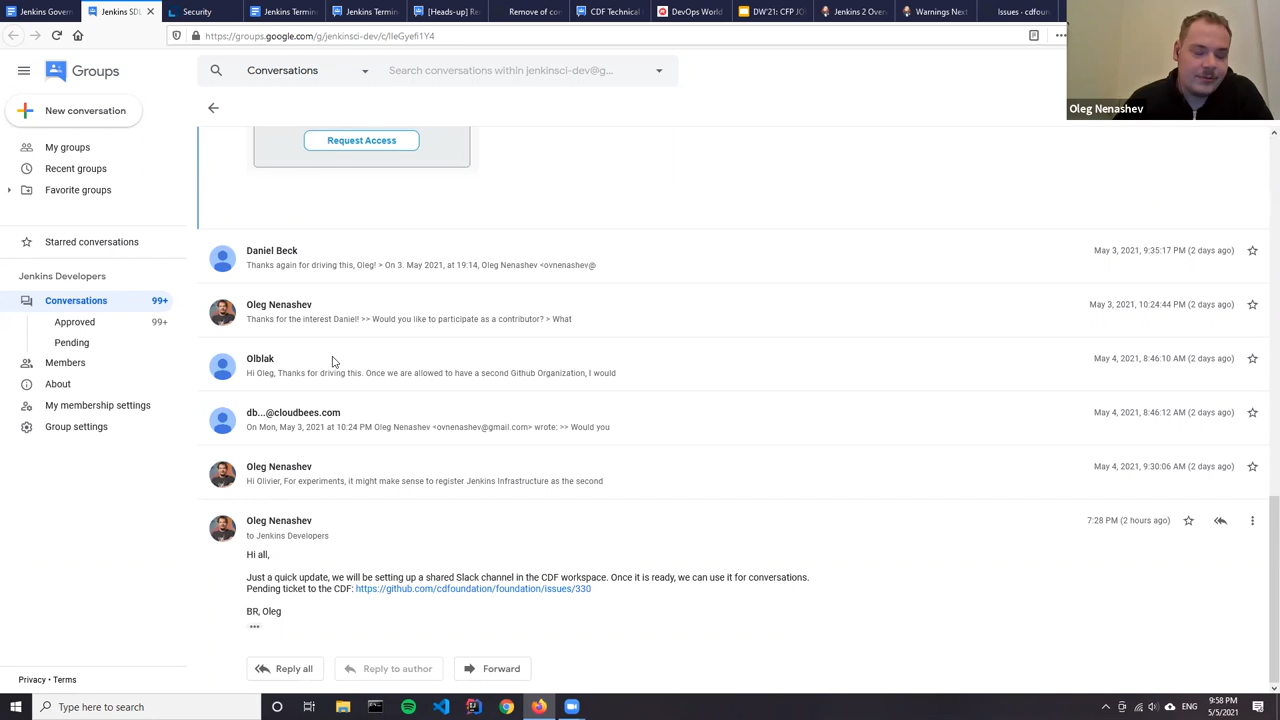 Jenkins Govern
Jenkins SDL
Security
Jenkins Termin
Jenkins Termin
[Heads-up] Re
Remove of con
CDF Technical
DevOps World
DW'21: CFP JO
Jenkins 2 Oven
Warnings Next
Issues · cdfoun
https://groups.google.com/g/jenkinsci-dev/c/
Groups
Conversations
Search conversations within jenkinsci-dev@g...
Oleg Nenashev
New conversation
My groups
Recent groups
Favorite groups
Starred conversations
Jenkins Developers
Conversations 99+
Approved 99+
Pending
Members
About
My membership settings
Group settings
Privacy • Terms
Request Access
Daniel Beck May 3, 2021, 9:35:17 PM (2 days ago)
Thanks again for driving this, Oleg! > On 3. May 2021, at 19:14, Oleg Nenashev <ovnenashev@
Oleg Nenashev May 3, 2021, 10:24:44 PM (2 days ago)
Thanks for the interest Daniel! >> Would you like to participate as a contributor? > What
Olblak May 4, 2021, 8:46:10 AM (2 days ago)
Hi Oleg, Thanks for driving this. Once we are allowed to have a second Github Organization, I would
db...@cloudbees.com May 4, 2021, 8:46:12 AM (2 days ago)
On Mon, May 3, 2021 at 10:24 PM Oleg Nenashev <ovnenashev@gmail.com> wrote: >> Would you
Oleg Nenashev May 4, 2021, 9:30:06 AM (2 days ago)
Hi Olivier, For experiments, it might make sense to register Jenkins Infrastructure as the second
Oleg Nenashev 7:28 PM (2 hours ago)
to Jenkins Developers
Hi all,
Just a quick update, we will be setting up a shared Slack channel in the CDF workspace. Once it is ready, we can use it for conversations.
Pending ticket to the CDF: https://github.com/cdfoundation/foundation/issues/330
BR, Oleg
Reply all
Reply to author
Forward
Type here to search
ENG
9:58 PM
5/5/2021